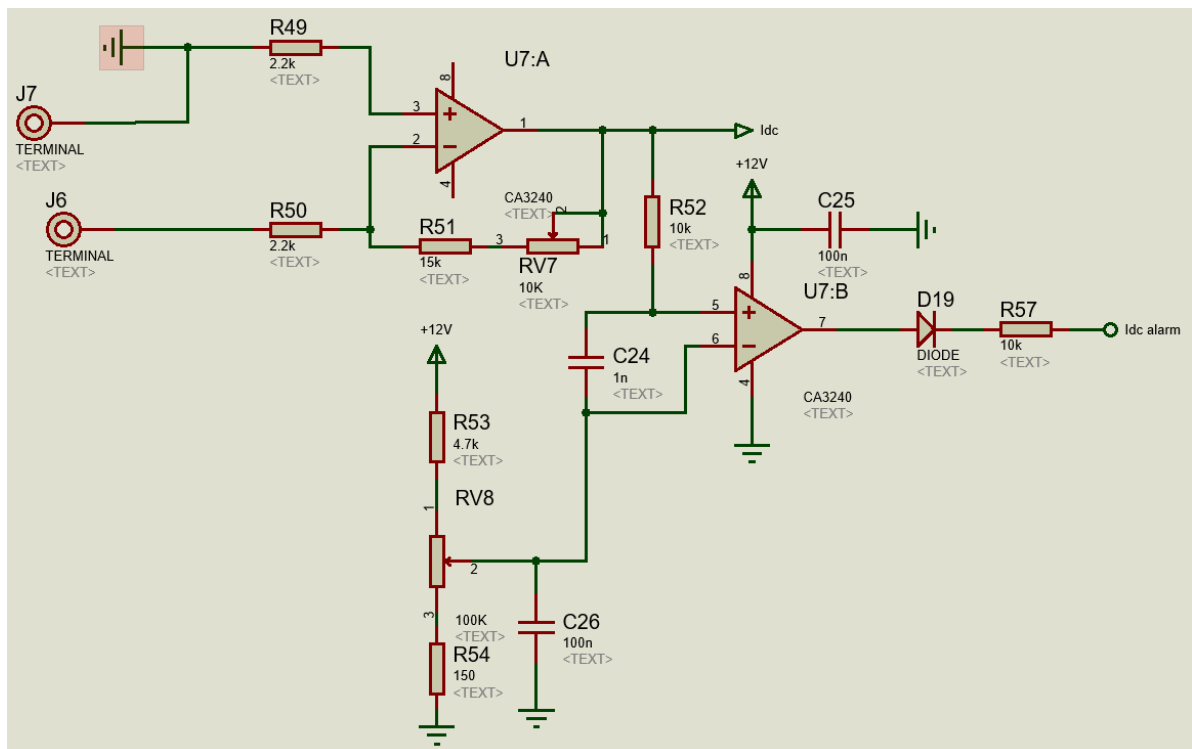 R49
2.2k
<TEXT>
J7
TERMINAL
<TEXT>
U7:A
8
3
2
1
4
CA3240
<TEXT>
Idc
J6
TERMINAL
<TEXT>
R50
2.2k
<TEXT>
R51
15k
<TEXT>
3
2
1
RV7
10K
<TEXT>
R52
10k
<TEXT>
+12V
C25
100n
<TEXT>
8
U7:B
5
6
7
4
CA3240
<TEXT>
D19
DIODE
<TEXT>
R57
10k
<TEXT>
Idc alarm
C24
1n
<TEXT>
+12V
R53
4.7k
<TEXT>
RV8
1
2
3
100K
<TEXT>
R54
150
<TEXT>
C26
100n
<TEXT>